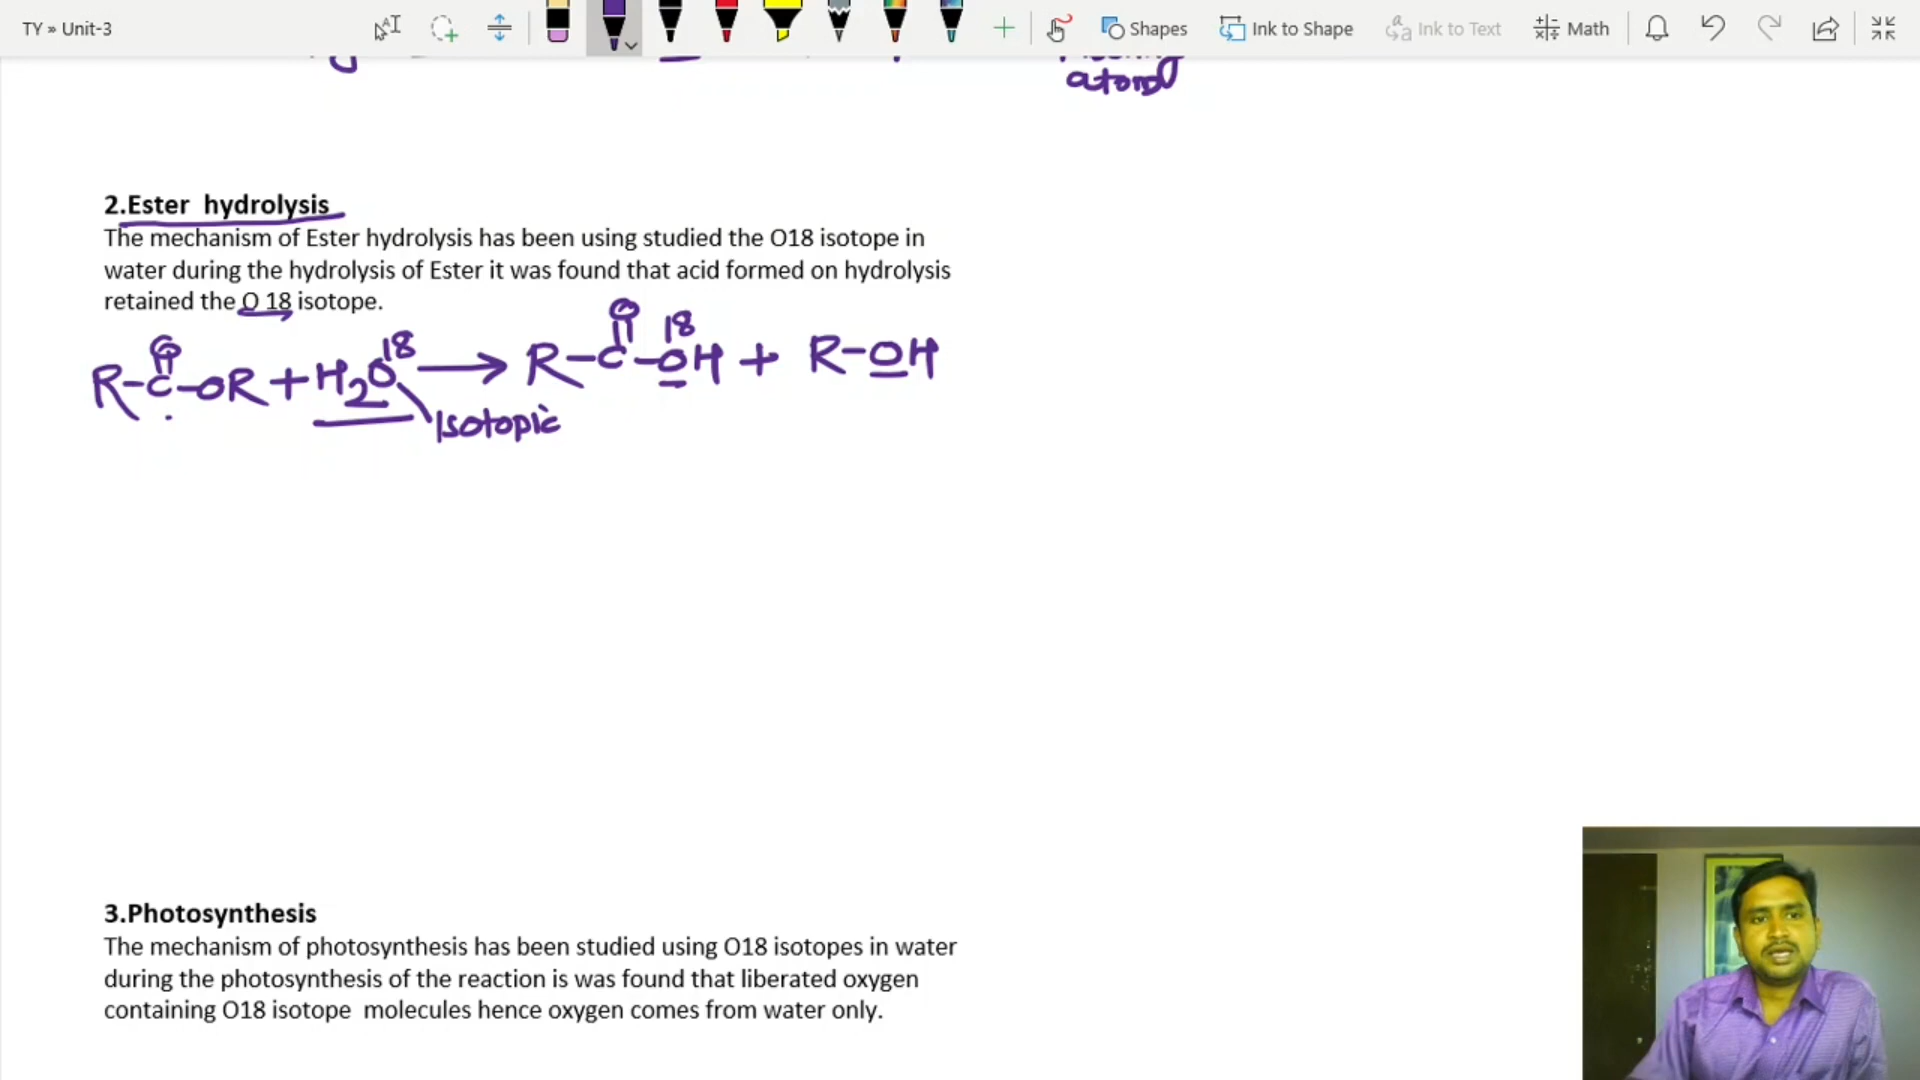 TY » Unit-3
Shapes
Ink to Shape
Ink to Text
Math
atom
2.Ester hydrolysis
The mechanism of Ester hydrolysis has been using studied the O18 isotope in
water during the hydrolysis of Ester it was found that acid formed on hydrolysis
retained the O 18 isotope.
O O 18
R-C-OR + H2O18 → R-C-OH + R-OH
Isotopic
3.Photosynthesis
The mechanism of photosynthesis has been studied using O18 isotopes in water
during the photosynthesis of the reaction is was found that liberated oxygen
containing O18 isotope molecules hence oxygen comes from water only.